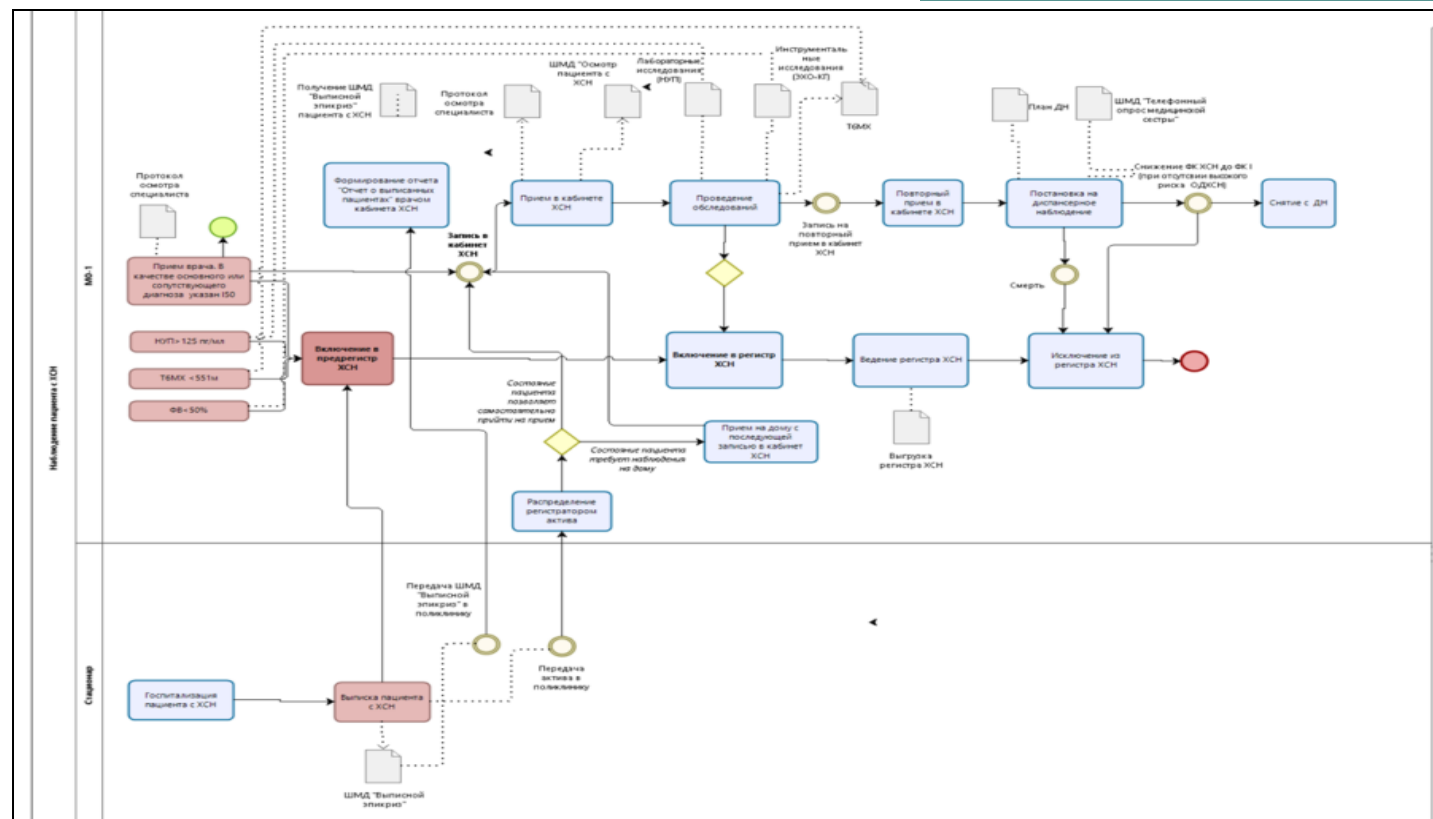 Наблюдение пациента с ХСН
МО-1
Стационар
Получение ШМД
"Выписной
эпикриз"
пациента с ХСН
Протокол
осмотра
специалиста
ШМД "Осмотр
пациента с
ХСН
Лабораторные
исследования
(НУП)
Инструменталь
ные
исследования
(ЭХО-КГ)
Т6МХ
План ДН
ШМД "Телефонный
опрос медицинской
сестры"
Протокол
осмотра
специалиста
Формирование отчета
"Отчет о выписанных
пациентах" врачом
кабинета ХСН
Прием в кабинете
ХСН
Проведение
обследований
Запись на
повторный
прием в кабинет
ХСН
Повторный
прием в
кабинете ХСН
Постановка на
диспансерное
наблюдение
Снижение ФК ХСН до ФК I
(при отсутсвии высокого
риска ОДХСН)
Снятие с ДН
Запись в
кабинет
ХСН
Прием врача. В
качестве основного или
сопутствующего
диагноза указан I50
Смерть
НУП> 125 пг/мл
Т6МХ <551м
ФВ<50%
Включение в
предрегистр
ХСН
Включение в регистр
ХСН
Ведение регистра ХСН
Исключение из
регистра ХСН
Состояние
пациента
позволяет
самостоятельно
прийти на прием
Состояние пациента
требует наблюдения
на дому
Прием на дому с
последующей
записью в кабинет
ХСН
Выгрузка
регистра ХСН
Распределение
регистратором
актива
Передача ШМД
"Выписной
эпикриз" в
поликлинику
Передача
актива в
поликлинику
Госпитализация
пациента с ХСН
Выписка пациента
с ХСН
ШМД "Выписной
эпикриз"